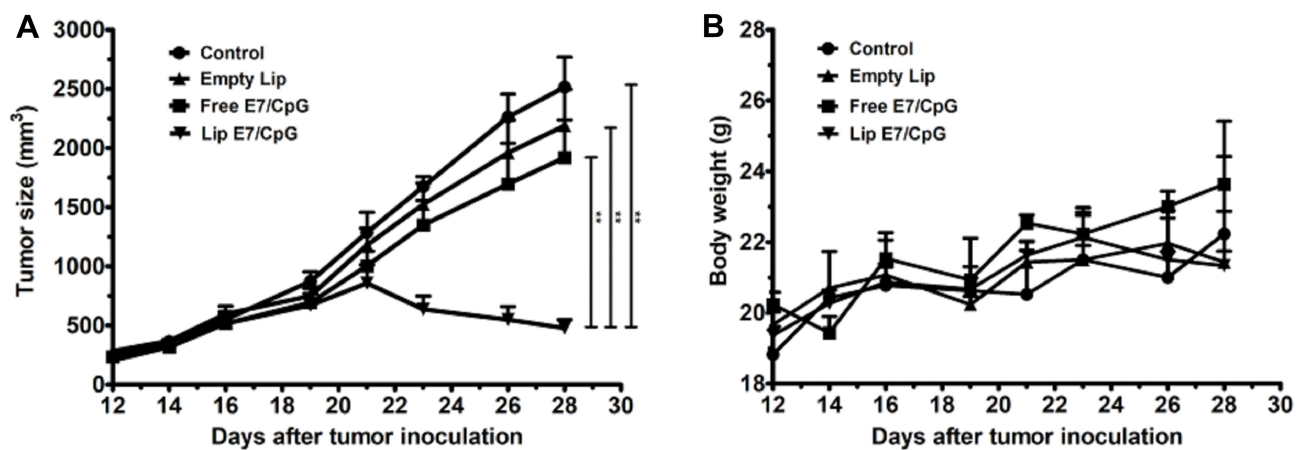 A
3000
2500
2000
1500
1000
500
0
Tumor size (mm³)
Control
Empty Lip
Free E7/CpG
Lip E7/CpG
**
**
**
12 14 16 18 20 22 24 26 28 30
Days after tumor inoculation
B
28
26
24
22
20
18
Body weight (g)
Control
Empty Lip
Free E7/CpG
Lip E7/CpG
12 14 16 18 20 22 24 26 28 30
Days after tumor inoculation